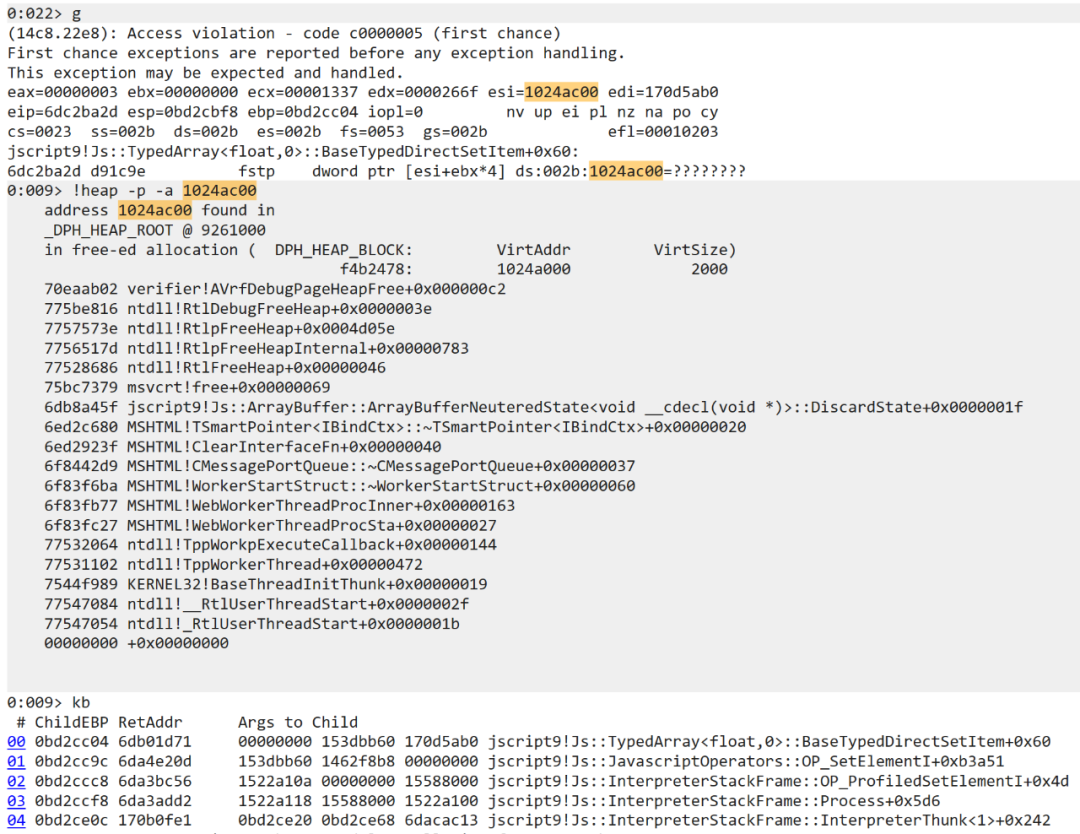 0:022> g
(14c8.22e8): Access violation - code c0000005 (first chance)
First chance exceptions are reported before any exception handling.
This exception may be expected and handled.
eax=00000003 ebx=00000000 ecx=00001337 edx=0000266f esi=1024ac00 edi=170d5ab0
eip=6dc2ba2d esp=0bd2cbf8 ebp=0bd2cc04 iopl=0         nv up ei pl nz na po cy
cs=0023  ss=002b  ds=002b  es=002b  fs=0053  gs=002b             efl=00010203
jscript9!Js::TypedArray<float,0>::BaseTypedDirectSetItem+0x60:
6dc2ba2d d91c9e          fstp    dword ptr [esi+ebx*4] ds:002b:1024ac00=????????
0:009> !heap -p -a 1024ac00
    address 1024ac00 found in
    _DPH_HEAP_ROOT @ 9261000
    in free-ed allocation (  DPH_HEAP_BLOCK:         VirtAddr         VirtSize)
                                    f4b2478:         1024a000             2000
    70eaab02 verifier!AVrfDebugPageHeapFree+0x000000c2
    775be816 ntdll!RtlDebugFreeHeap+0x0000003e
    7757573e ntdll!RtlpFreeHeap+0x0004d05e
    7756517d ntdll!RtlpFreeHeapInternal+0x00000783
    77528686 ntdll!RtlFreeHeap+0x00000046
    75bc7379 msvcrt!free+0x00000069
    6db8a45f jscript9!Js::ArrayBuffer::ArrayBufferNeuteredState<void __cdecl(void *)>::DiscardState+0x0000001f
    6ed2c680 MSHTML!TSmartPointer<IBindCtx>::~TSmartPointer<IBindCtx>+0x00000020
    6ed2923f MSHTML!ClearInterfaceFn+0x00000040
    6f8442d9 MSHTML!CMessagePortQueue::~CMessagePortQueue+0x00000037
    6f83f6ba MSHTML!WorkerStartStruct::~WorkerStartStruct+0x00000060
    6f83fb77 MSHTML!WebWorkerThreadProcInner+0x00000163
    6f83fc27 MSHTML!WebWorkerThreadProcSta+0x00000027
    77532064 ntdll!TppWorkpExecuteCallback+0x00000144
    77531102 ntdll!TppWorkerThread+0x00000472
    7544f989 KERNEL32!BaseThreadInitThunk+0x00000019
    77547084 ntdll!__RtlUserThreadStart+0x0000002f
    77547054 ntdll!_RtlUserThreadStart+0x0000001b
    00000000 +0x00000000
0:009> kb
 # ChildEBP RetAddr      Args to Child
00 0bd2cc04 6db01d71     00000000 153dbb60 170d5ab0 jscript9!Js::TypedArray<float,0>::BaseTypedDirectSetItem+0x60
01 0bd2cc9c 6da4e20d     153dbb60 1462f8b8 00000000 jscript9!Js::JavascriptOperators::OP_SetElementI+0xb3a51
02 0bd2ccc8 6da3bc56     1522a10a 00000000 15588000 jscript9!Js::InterpreterStackFrame::OP_ProfiledSetElementI+0x4d
03 0bd2ccf8 6da3add2     1522a118 15588000 1522a100 jscript9!Js::InterpreterStackFrame::Process+0x5d6
04 0bd2ce0c 170b0fe1     0bd2ce20 0bd2ce68 6dacac13 jscript9!Js::InterpreterStackFrame::InterpreterThunk<1>+0x242